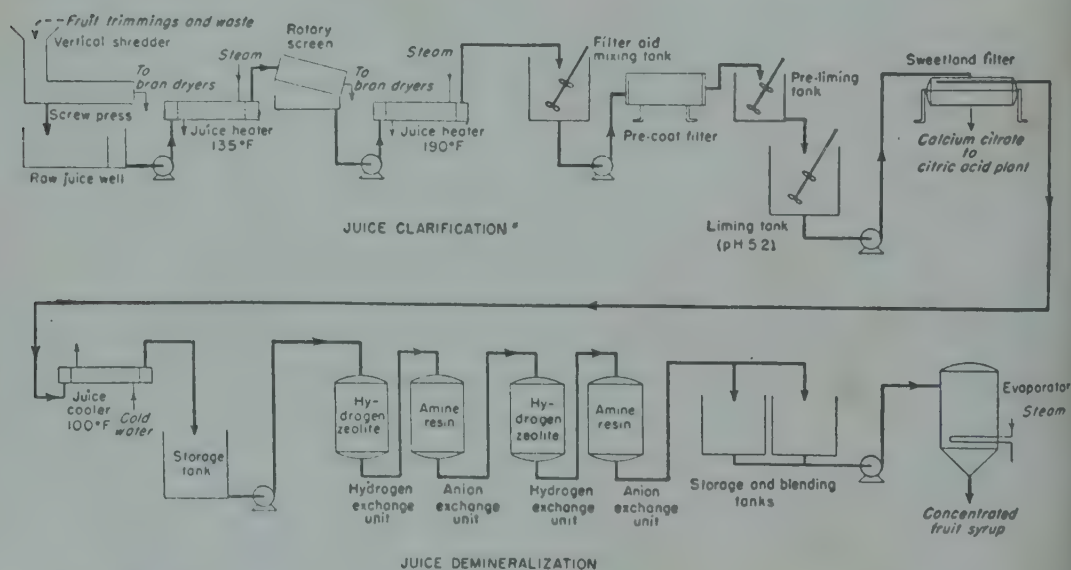 Fruit trimmings and waste
Vertical shredder
To
bran dryers
Screw press
Raw juice well
Steam
Juice heater
135°F
Rotary
screen
To
bran dryers
Steam
Juice heater
190°F
Filter aid
mixing tank
Pre-coat filter
Pre-liming
tank
Liming tank
(pH 5.2)
Sweetland filter
Calcium citrate
to
citric acid plant
JUICE CLARIFICATION*
Juice
cooler
100°F
Cold
water
Storage
tank
Hy-
drogen
zeolite
Hydrogen
exchange
unit
Amine
resin
Anion
exchange
unit
Hy-
drogen
zeolite
Hydrogen
exchange
unit
Amine
resin
Anion
exchange
unit
Storage and blending
tanks
Evaporator
Steam
Concentrated
fruit syrup
JUICE DEMINERALIZATION